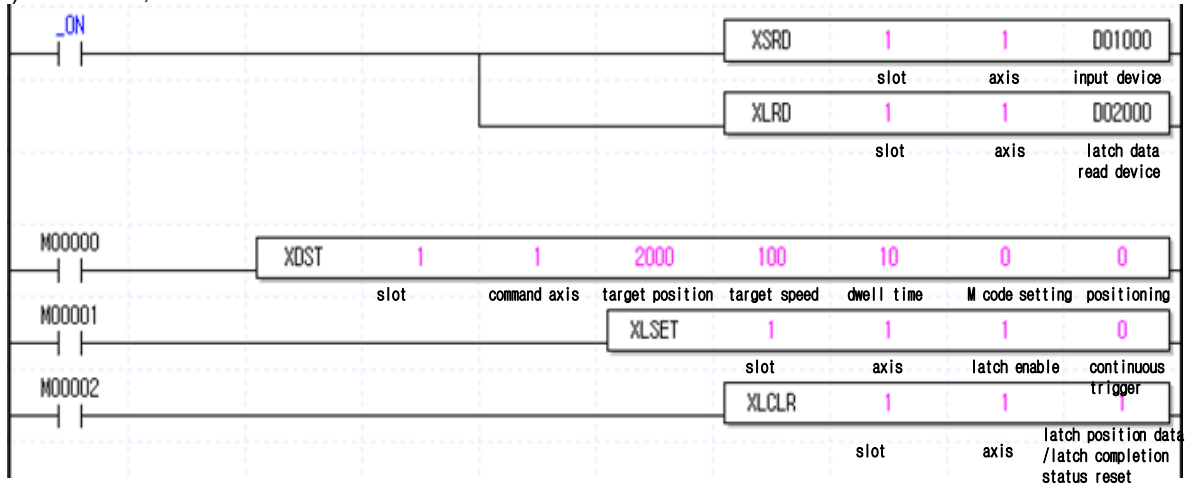 _ON
XSRD 1 1 D01000
slot axis input device
XLRD 1 1 D02000
slot axis latch data
read device
M00000
XDST 1 1 2000 100 10 0 0
slot command axis target position target speed dwell time M code setting positioning
M00001
XLSET 1 1 1 0
slot axis latch enable continuous
trigger
M00002
XLCLR 1 1 1
slot axis latch position data
/latch completion
status reset